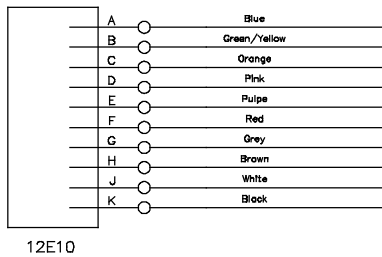 A Blue
B Green/Yellow
C Orange
D Pink
E Pulpe
F Red
G Grey
H Brown
J White
K Black
12E10